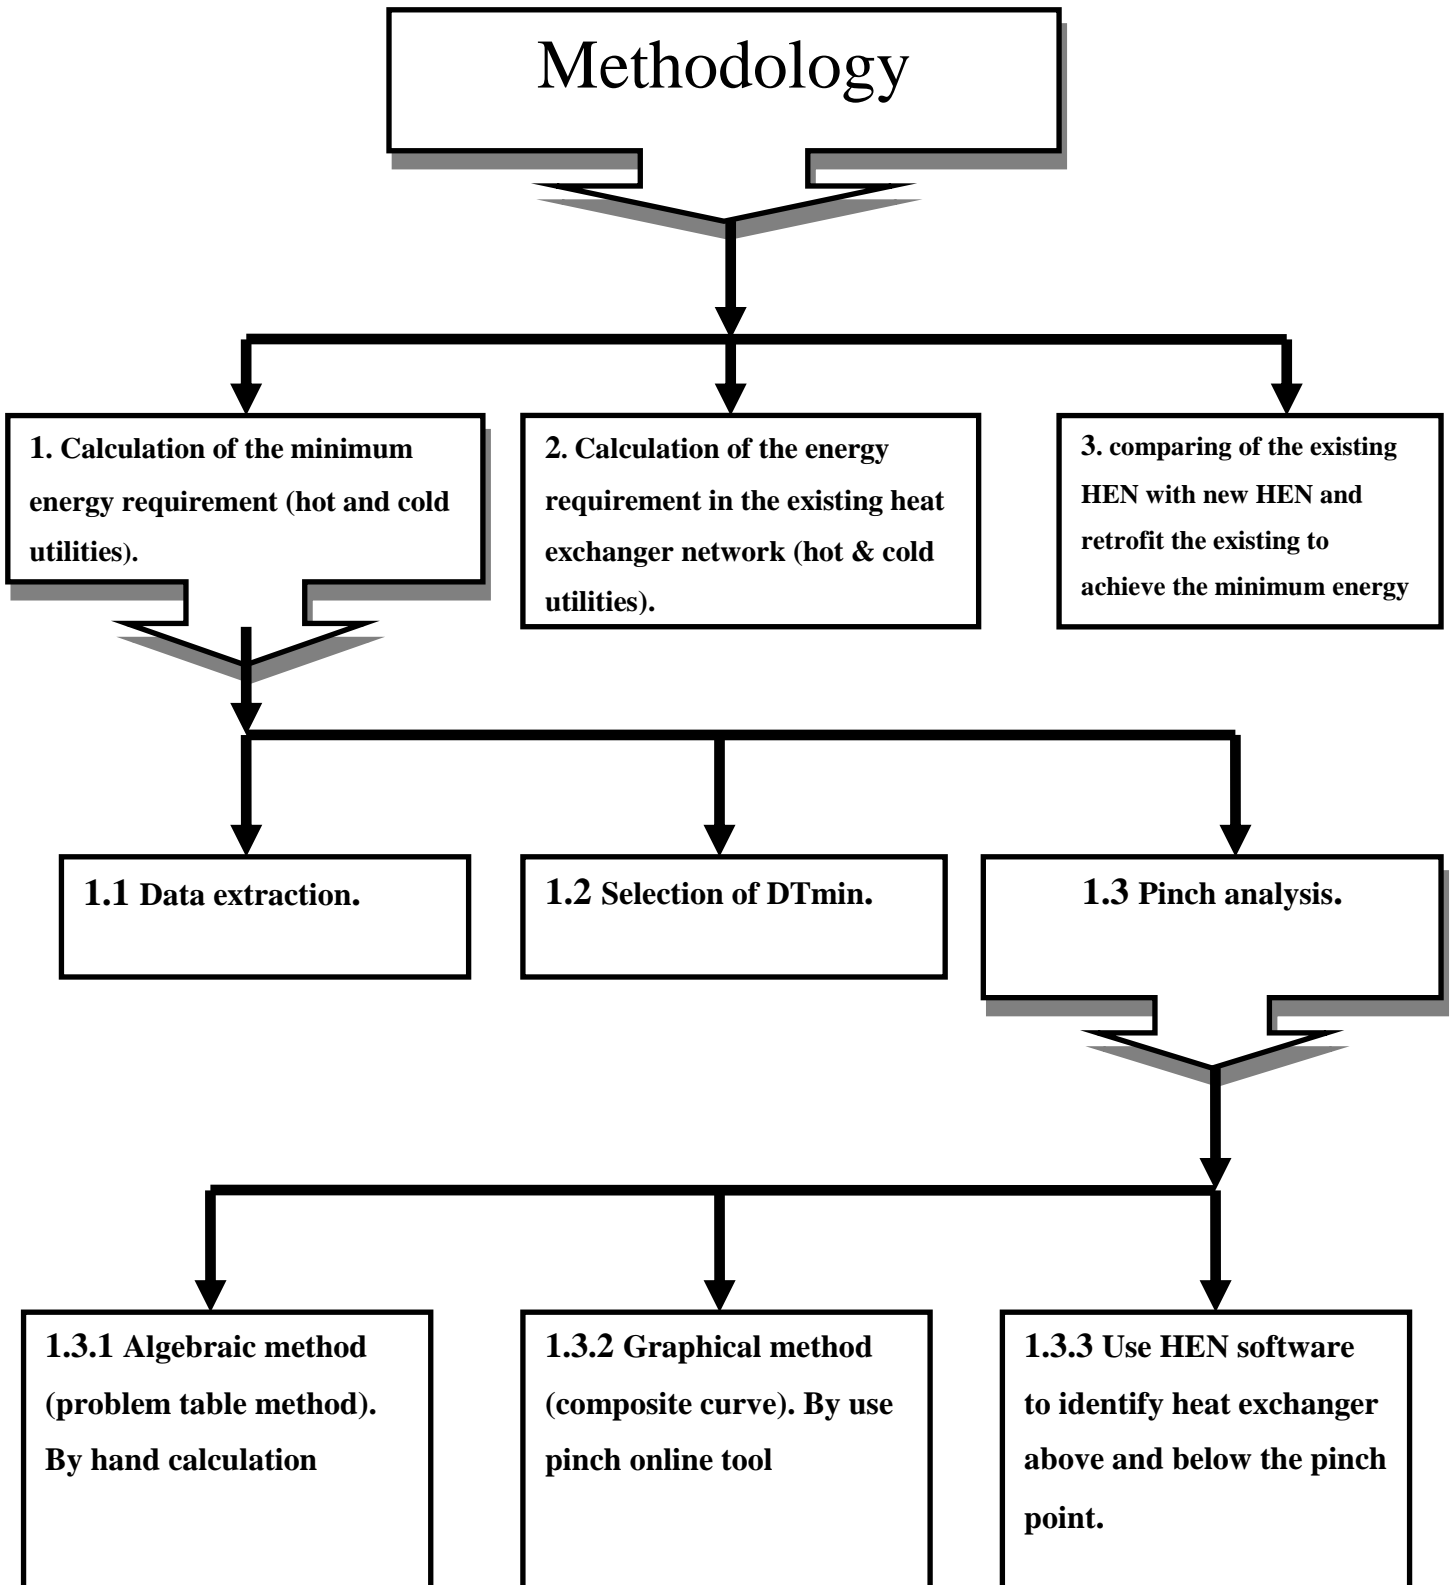 Methodology
1. Calculation of the minimum
energy requirement (hot and cold
utilities).
2. Calculation of the energy
requirement in the existing heat
exchanger network (hot & cold
utilities).
3. comparing of the existing
HEN with new HEN and
retrofit the existing to
achieve the minimum energy
1.1 Data extraction.
1.2 Selection of DTmin.
1.3 Pinch analysis.
1.3.1 Algebraic method
(problem table method).
By hand calculation
1.3.2 Graphical method
(composite curve). By use
pinch online tool
1.3.3 Use HEN software
to identify heat exchanger
above and below the pinch
point.